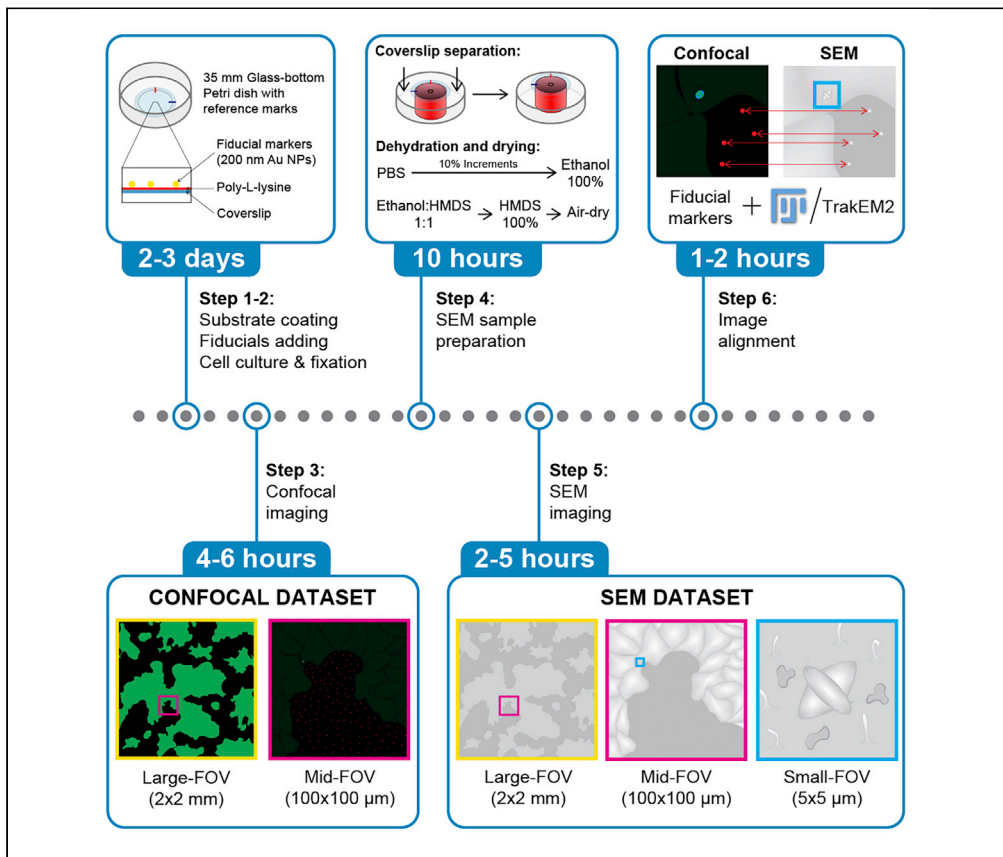 35 mm Glass-bottom
Petri dish with
reference marks
Fiducial markers
(200 nm Au NPs)
Poly-L-lysine
Coverslip
2-3 days
Step 1-2:
Substrate coating
Fiducials adding
Cell culture & fixation
Coverslip separation:
Dehydration and drying:
PBS
10% Increments
Ethanol
100%
Ethanol:HMDS
1:1
HMDS
100%
Air-dry
10 hours
Step 4:
SEM sample
preparation
Confocal
SEM
Fiducial
markers
+
/TrakEM2
1-2 hours
Step 6:
Image
alignment
Step 3:
Confocal
imaging
4-6 hours
CONFOCAL DATASET
Large-FOV
(2x2 mm)
Mid-FOV
(100x100 µm)
Step 5:
SEM
imaging
2-5 hours
SEM DATASET
Large-FOV
(2x2 mm)
Mid-FOV
(100x100 µm)
Small-FOV
(5x5 µm)